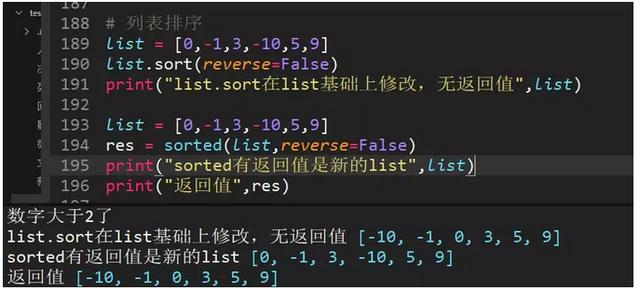 tes
188 # 列表排序
189 list = [0,-1,3,-10,5,9]
190 list.sort(reverse=False)
191 print("list.sort在list基础上修改，无返回值",list)
192
193 list = [0,-1,3,-10,5,9]
194 res = sorted(list,reverse=False)
195 print("sorted有返回值是新的list",list)
196 print("返回值",res)
数字大于2了
list.sort在list基础上修改，无返回值 [-10, -1, 0, 3, 5, 9]
sorted有返回值是新的list [0, -1, 3, -10, 5, 9]
返回值 [-10, -1, 0, 3, 5, 9]